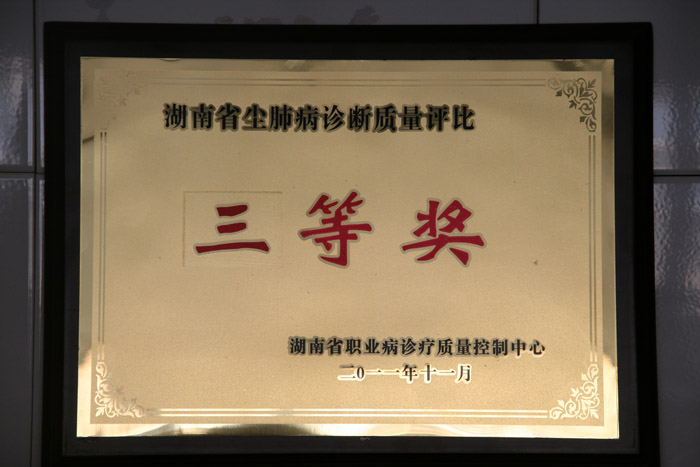 湖南省尘肺病诊断质量评比
三等奖
湖南省职业病诊疗质量控制中心
二0一一年十一月